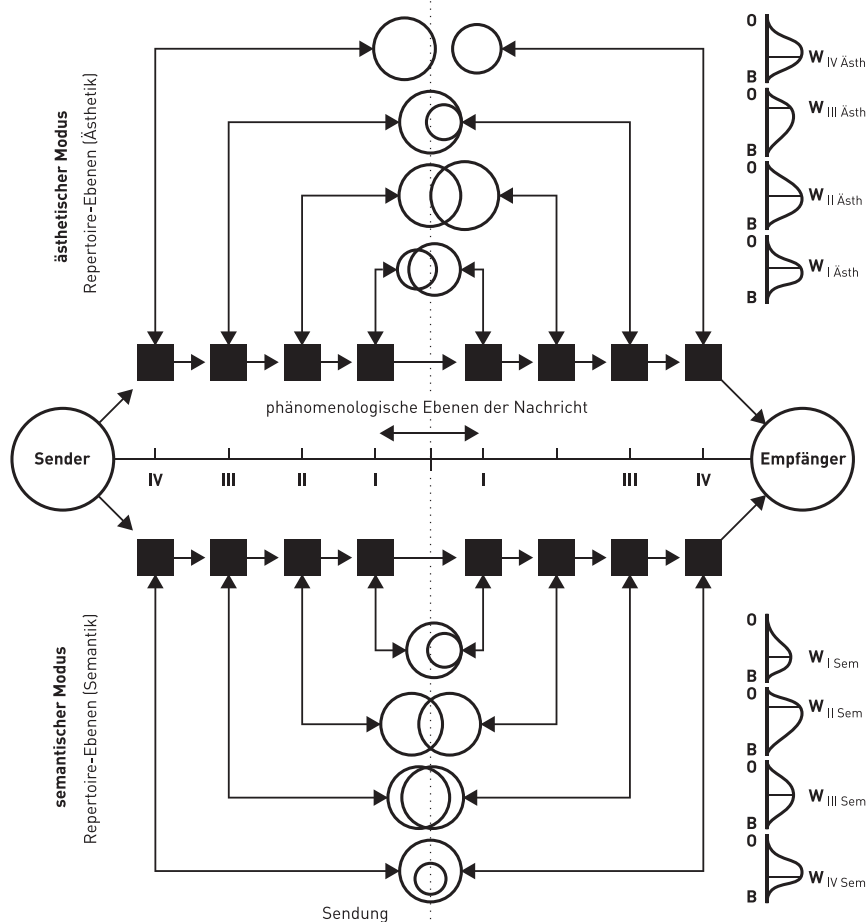 ästhetischer Modus
Repertoire-Ebenen (Ästhetik)
O
B
W IV Ästh
O
B
W III Ästh
O
B
W II Ästh
O
B
W I Ästh
phänomenologische Ebenen der Nachricht
Sender
Empfänger
IV III II I I III IV
semantischer Modus
Repertoire-Ebenen (Semantik)
O
B
W I Sem
O
B
W II Sem
O
B
W III Sem
O
B
W IV Sem
Sendung